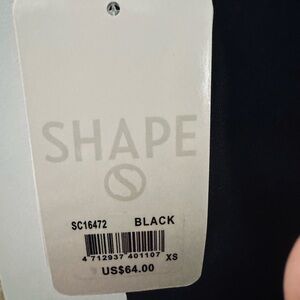 SHAPE
S
SC16472 BLACK
4 712937 401107 XS
US$64.00